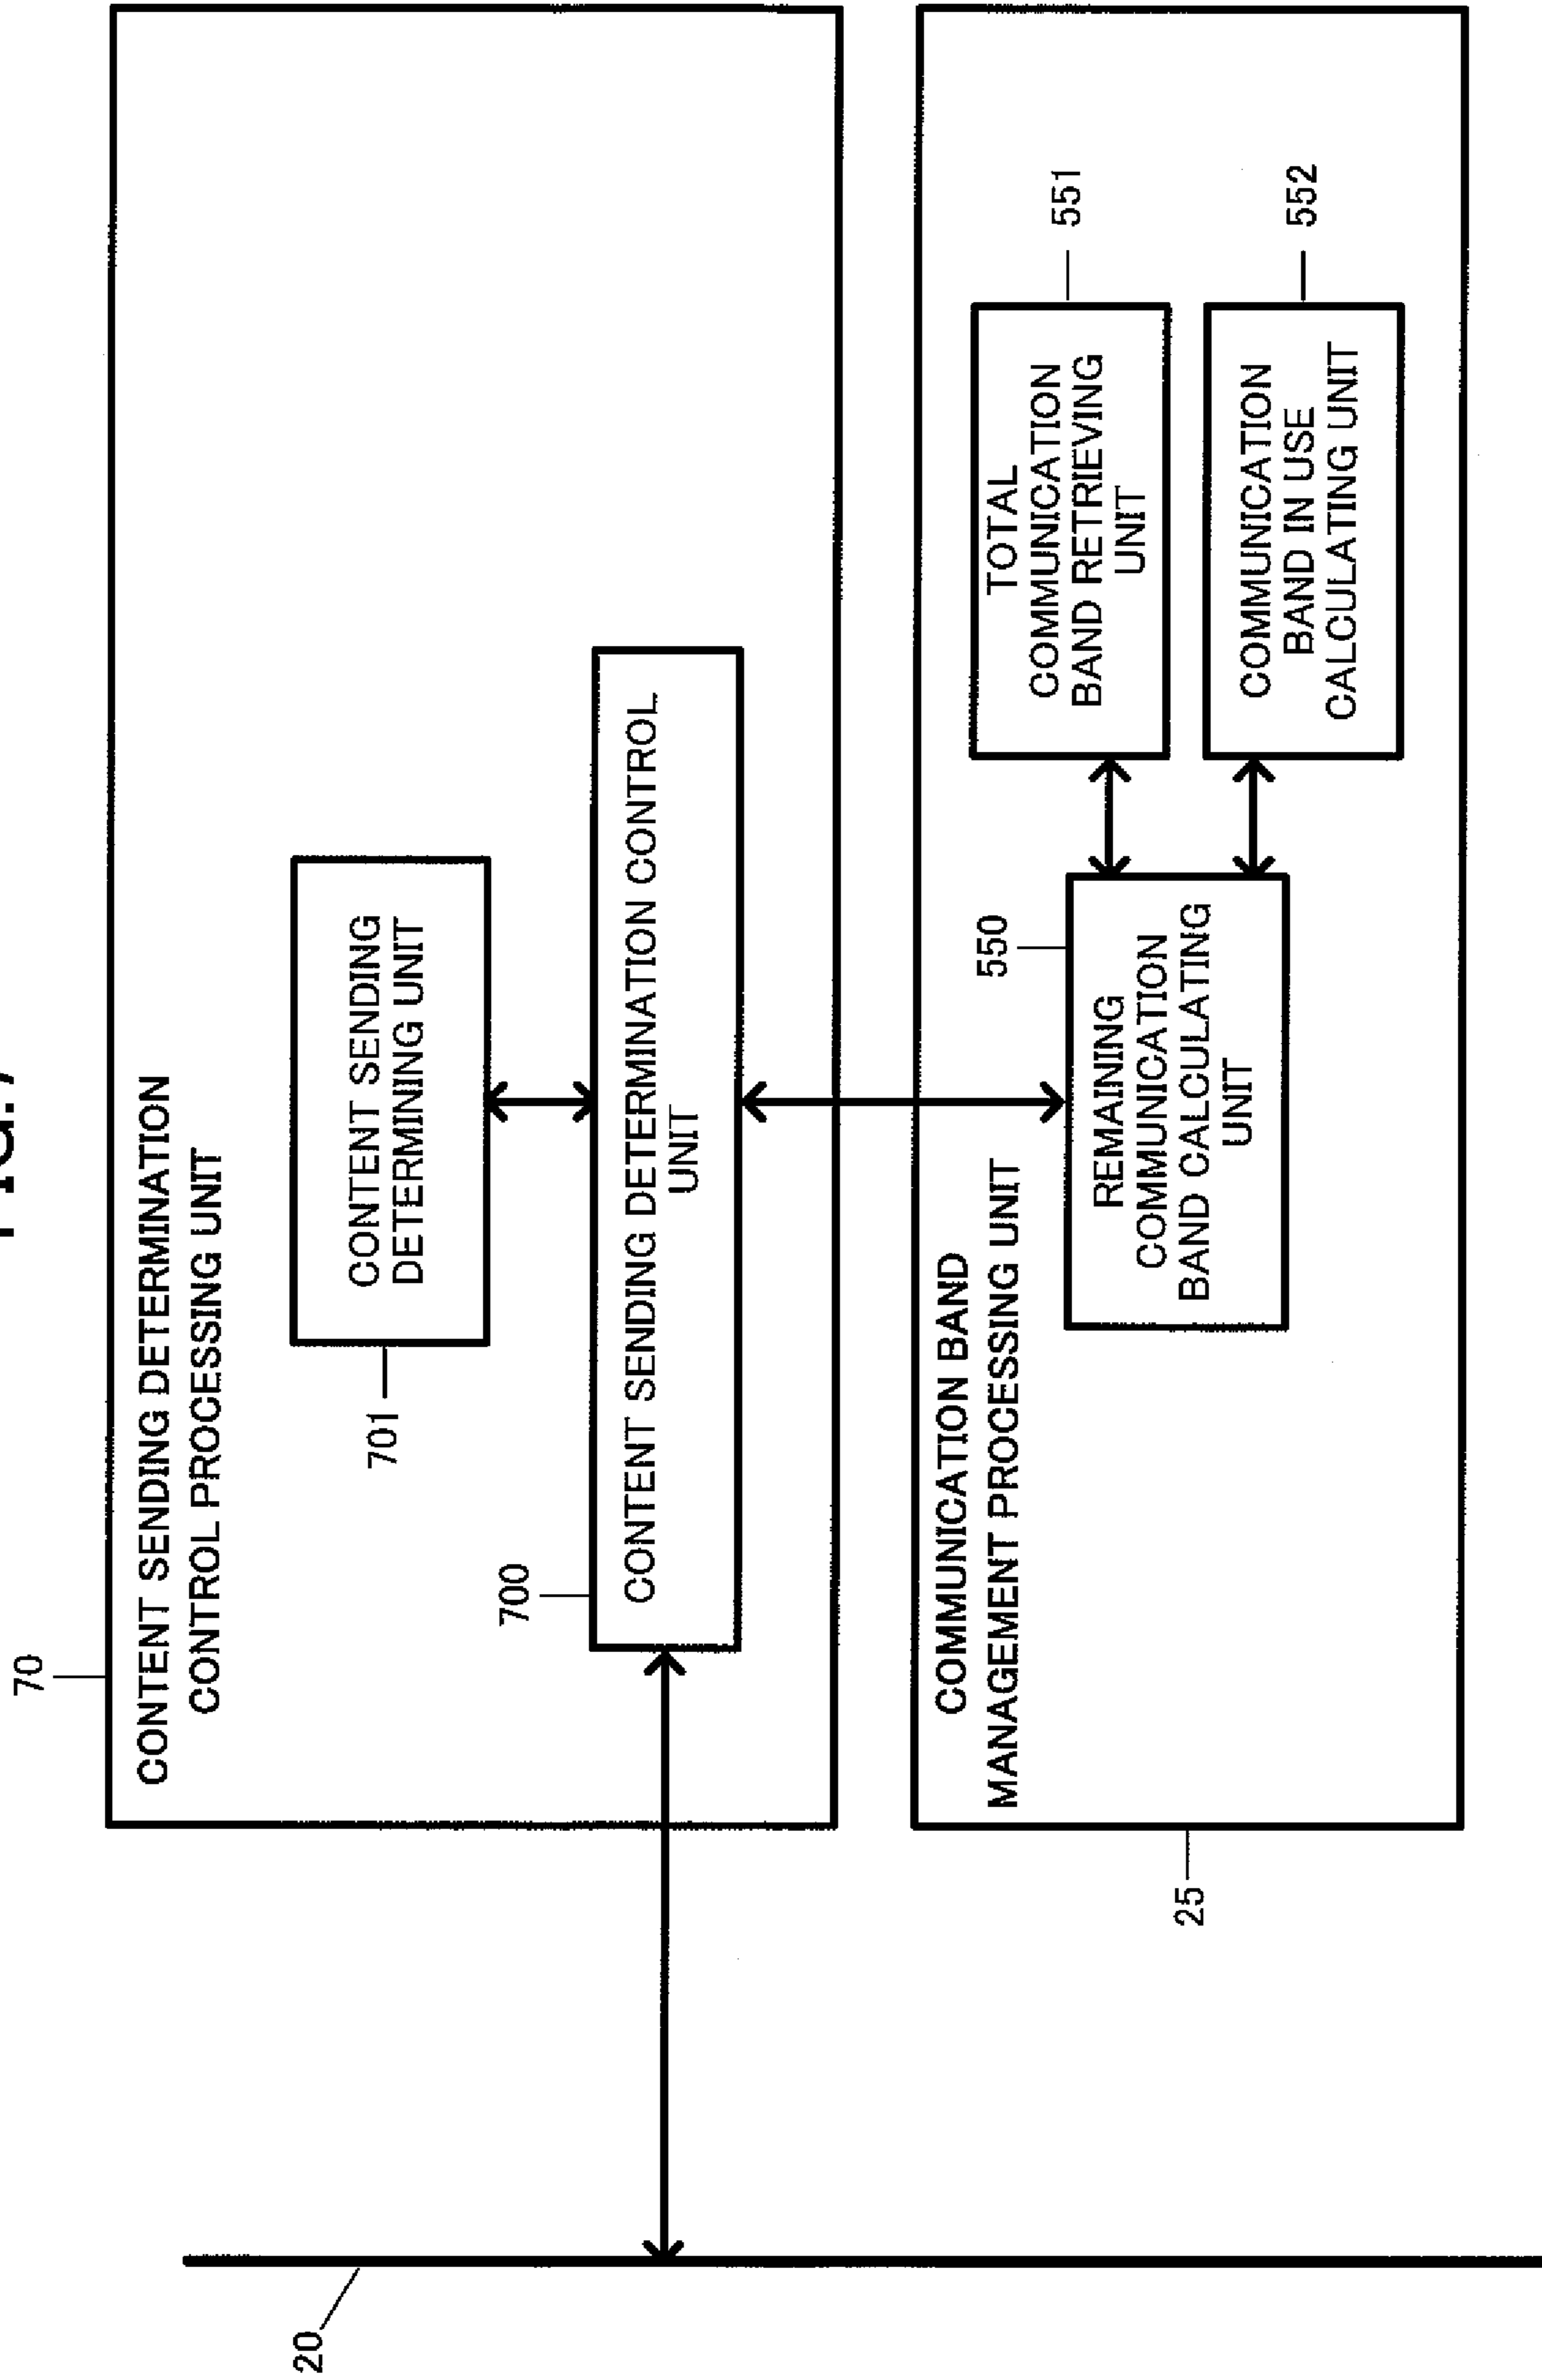 FIG. 7
70
CONTENT SENDING DETERMINATION
CONTROL PROCESSING UNIT
701
CONTENT SENDING
DETERMINING UNIT
700
CONTENT SENDING DETERMINATION CONTROL
UNIT
COMMUNICATION BAND
MANAGEMENT PROCESSING UNIT
550
REMAINING
COMMUNICATION
BAND CALCULATING
UNIT
TOTAL
COMMUNICATION
BAND RETRIEVING
UNIT
551
COMMUNICATION
BAND IN USE
CALCULATING UNIT
552
25
20